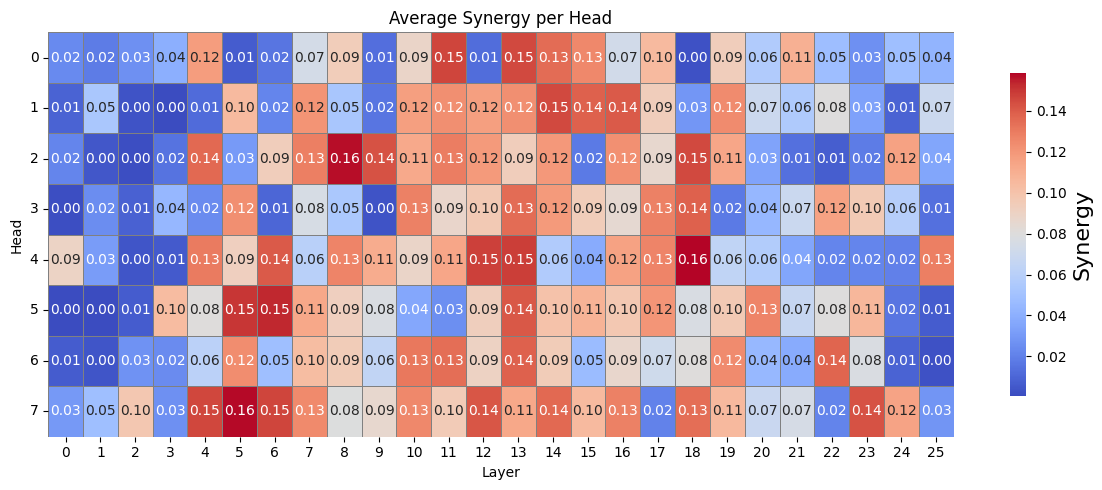 Average Synergy per Head
0 0.02 0.02 0.03 0.04 0.12 0.01 0.02 0.07 0.09 0.01 0.09 0.15 0.01 0.15 0.13 0.13 0.07 0.10 0.00 0.09 0.06 0.11 0.05 0.03 0.05 0.04
1 0.01 0.05 0.00 0.00 0.01 0.10 0.02 0.12 0.05 0.02 0.12 0.12 0.12 0.12 0.15 0.14 0.14 0.09 0.03 0.12 0.07 0.06 0.08 0.03 0.01 0.07
2 0.02 0.00 0.00 0.02 0.14 0.03 0.09 0.13 0.16 0.14 0.11 0.13 0.12 0.09 0.12 0.02 0.12 0.09 0.15 0.11 0.03 0.01 0.01 0.02 0.12 0.04
3 0.00 0.02 0.01 0.04 0.02 0.12 0.01 0.08 0.05 0.00 0.13 0.09 0.10 0.13 0.12 0.09 0.09 0.13 0.14 0.02 0.04 0.07 0.12 0.10 0.06 0.01
4 0.09 0.03 0.00 0.01 0.13 0.09 0.14 0.06 0.13 0.11 0.09 0.11 0.15 0.15 0.06 0.04 0.12 0.13 0.16 0.06 0.06 0.04 0.02 0.02 0.02 0.13
5 0.00 0.00 0.01 0.10 0.08 0.15 0.15 0.11 0.09 0.08 0.04 0.03 0.09 0.14 0.10 0.11 0.10 0.12 0.08 0.10 0.13 0.07 0.08 0.11 0.02 0.01
6 0.01 0.00 0.03 0.02 0.06 0.12 0.05 0.10 0.09 0.06 0.13 0.13 0.09 0.14 0.09 0.05 0.09 0.07 0.08 0.12 0.04 0.04 0.14 0.08 0.01 0.00
7 0.03 0.05 0.10 0.03 0.15 0.16 0.15 0.13 0.08 0.09 0.13 0.10 0.14 0.11 0.14 0.10 0.13 0.02 0.13 0.11 0.07 0.07 0.02 0.14 0.12 0.03
0 1 2 3 4 5 6 7 8 9 10 11 12 13 14 15 16 17 18 19 20 21 22 23 24 25
Layer
Head
0.14
0.12
0.10
0.08
0.06
0.04
0.02
Synergy